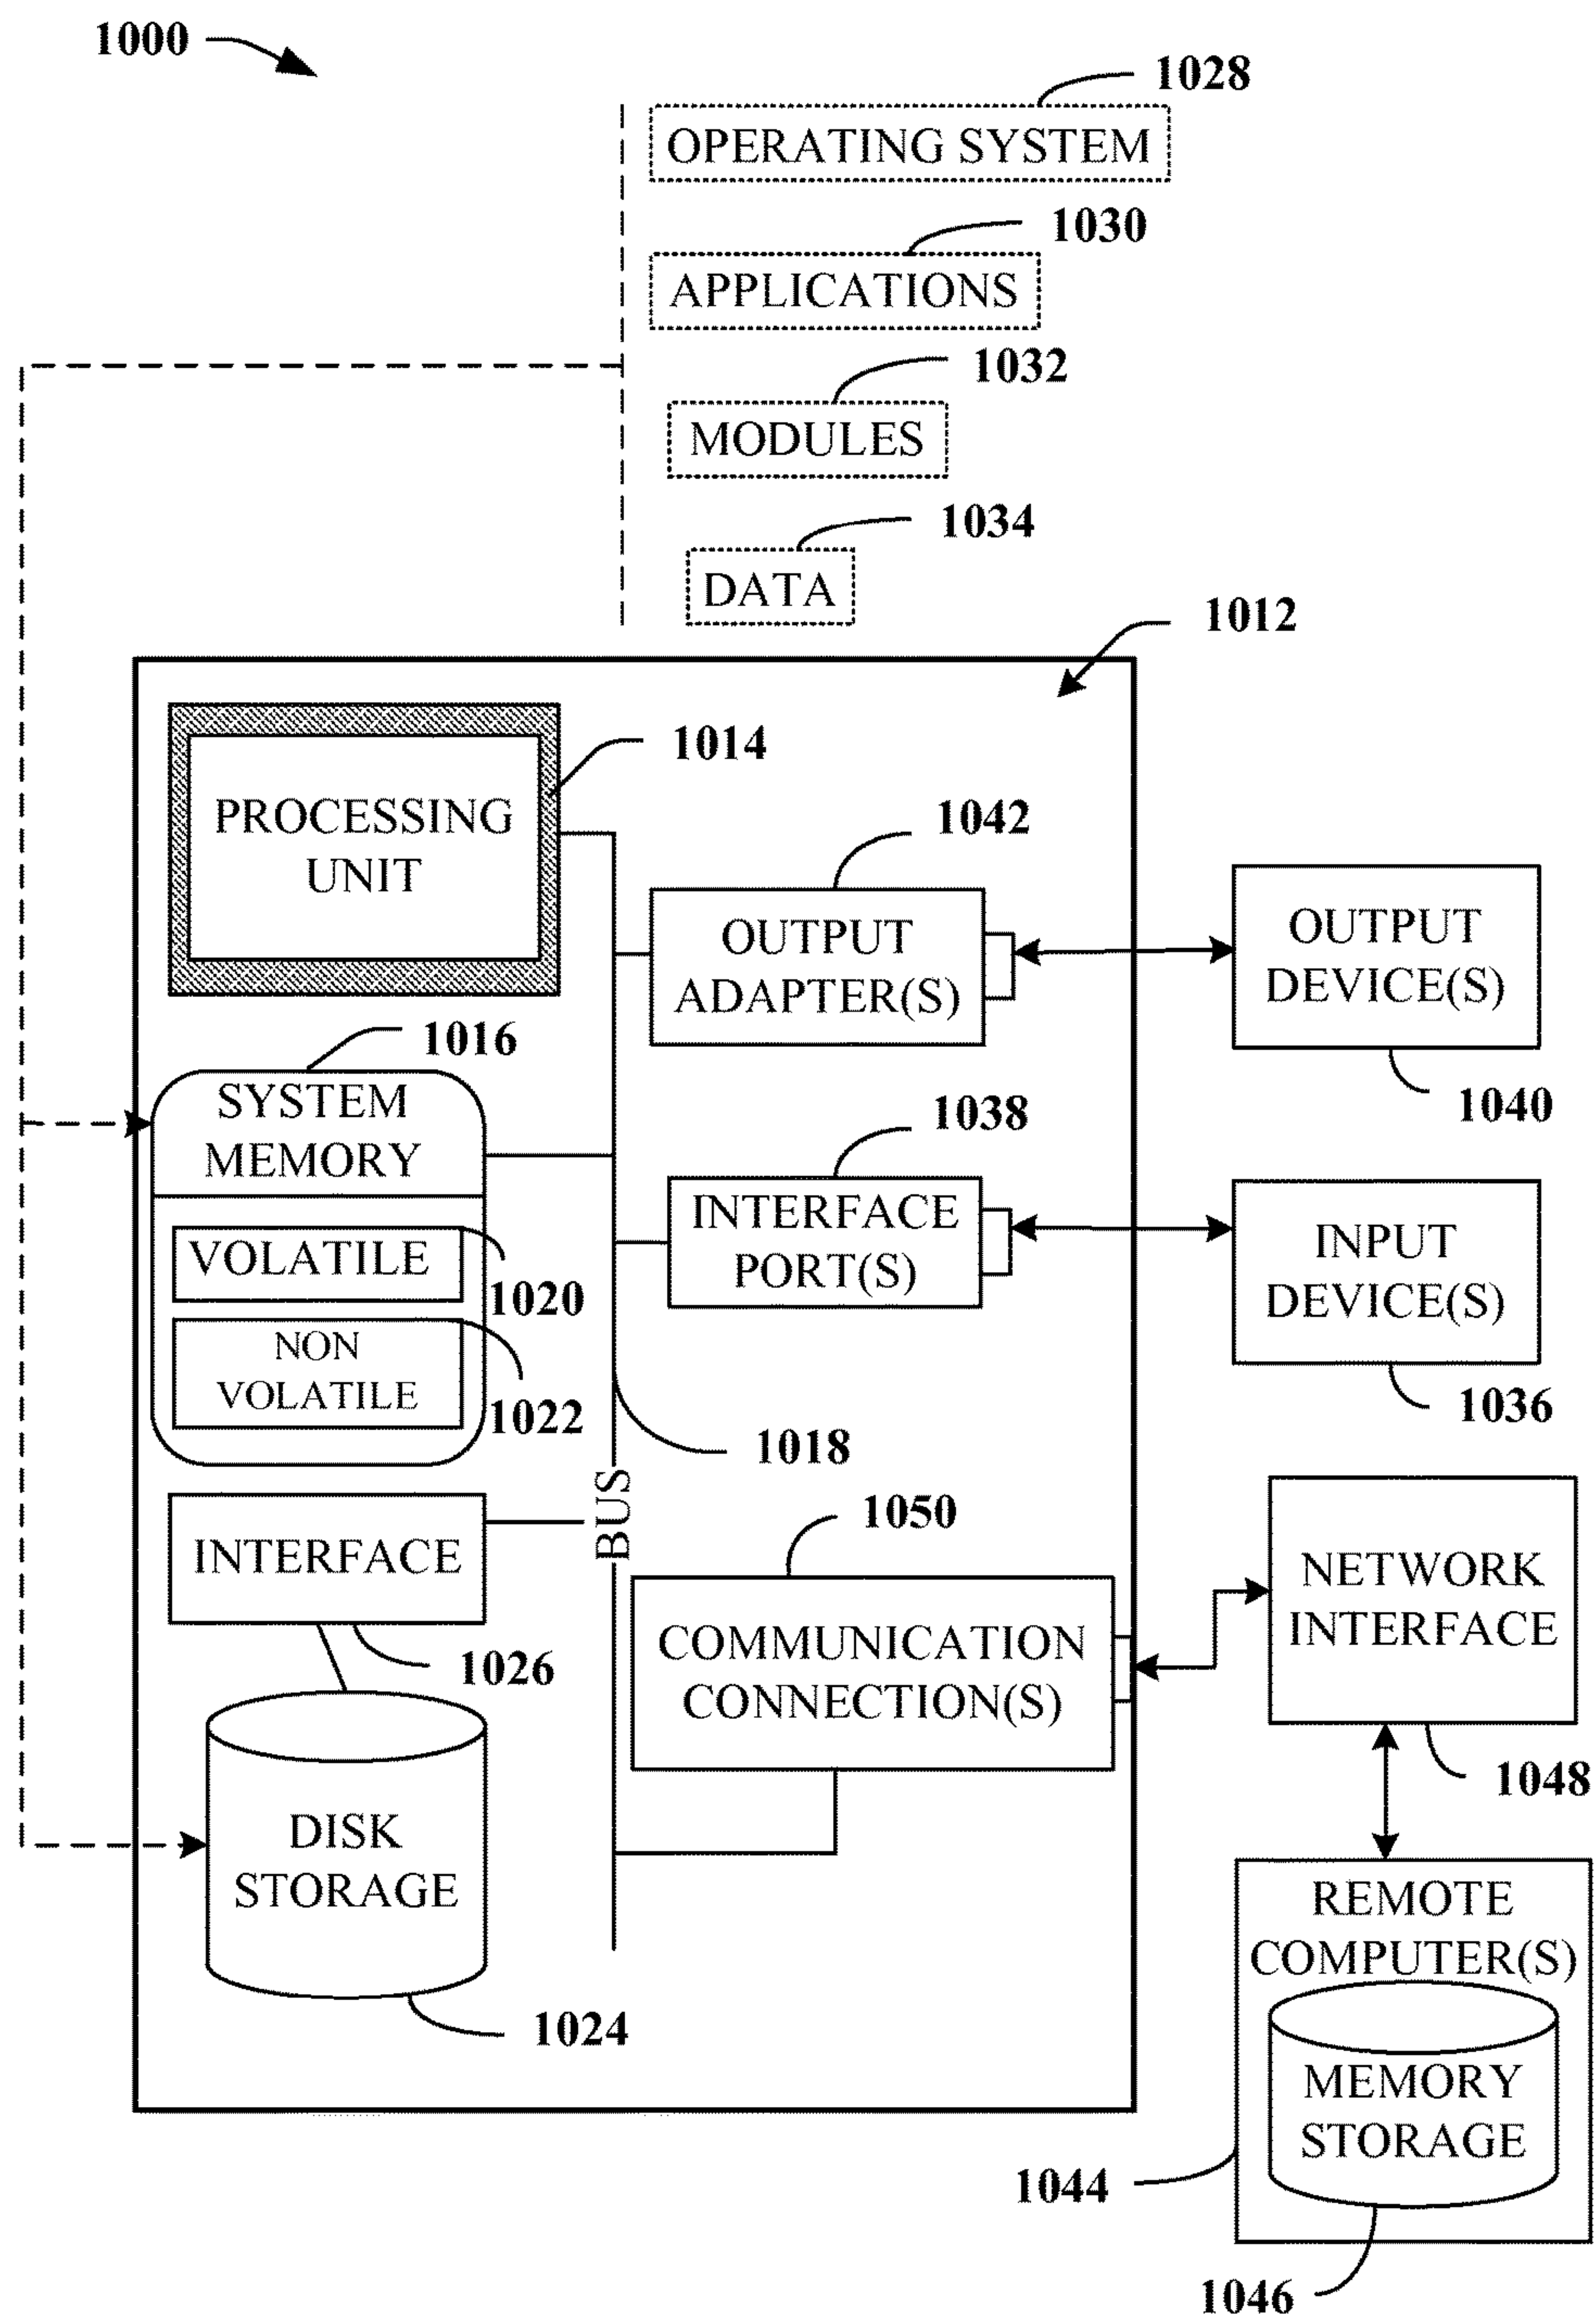 1000
1028
OPERATING SYSTEM
1030
APPLICATIONS
1032
MODULES
1034
DATA
1012
1014
PROCESSING
UNIT
1042
OUTPUT
ADAPTER(S)
OUTPUT
DEVICE(S)
1040
1016
SYSTEM
MEMORY
VOLATILE
1020
NON
VOLATILE
1022
1038
INTERFACE
PORT(S)
INPUT
DEVICE(S)
1036
1018
BUS
INTERFACE
1026
1050
COMMUNICATION
CONNECTION(S)
NETWORK
INTERFACE
1048
DISK
STORAGE
1024
REMOTE
COMPUTER(S)
MEMORY
STORAGE
1044
1046